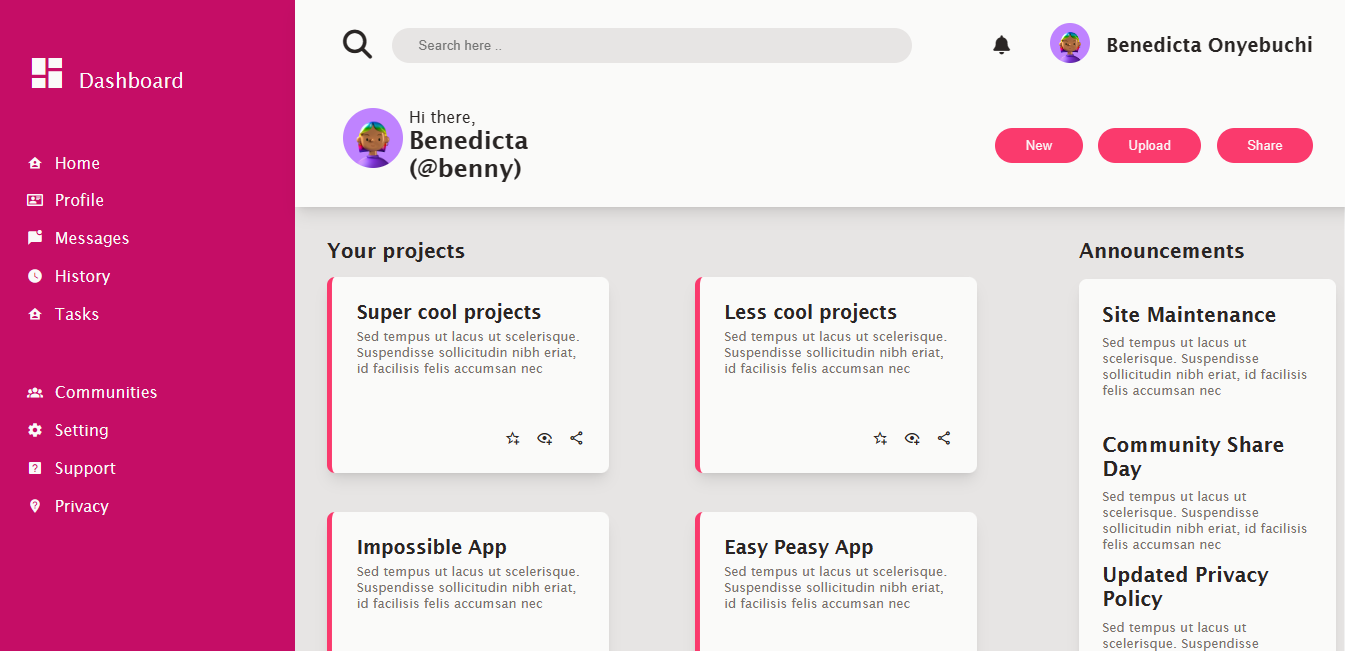 Dashboard
Home
Profile
Messages
History
Tasks
Communities
Setting
Support
Privacy
Search here ..
Benedicta Onyebuchi
Hi there,
Benedicta
(@benny)
New
Upload
Share
Your projects
Super cool projects
Sed tempus ut lacus ut scelerisque.
Suspendisse sollicitudin nibh eriat,
id facilisis felis accumsan nec
Less cool projects
Sed tempus ut lacus ut scelerisque.
Suspendisse sollicitudin nibh eriat,
id facilisis felis accumsan nec
Impossible App
Sed tempus ut lacus ut scelerisque.
Suspendisse sollicitudin nibh eriat,
id facilisis felis accumsan nec
Easy Peasy App
Sed tempus ut lacus ut scelerisque.
Suspendisse sollicitudin nibh eriat,
id facilisis felis accumsan nec
Announcements
Site Maintenance
Sed tempus ut lacus ut
scelerisque. Suspendisse
sollicitudin nibh eriat, id facilisis
felis accumsan nec
Community Share
Day
Sed tempus ut lacus ut
scelerisque. Suspendisse
sollicitudin nibh eriat, id facilisis
felis accumsan nec
Updated Privacy
Policy
Sed tempus ut lacus ut
scelerisque. Suspendisse